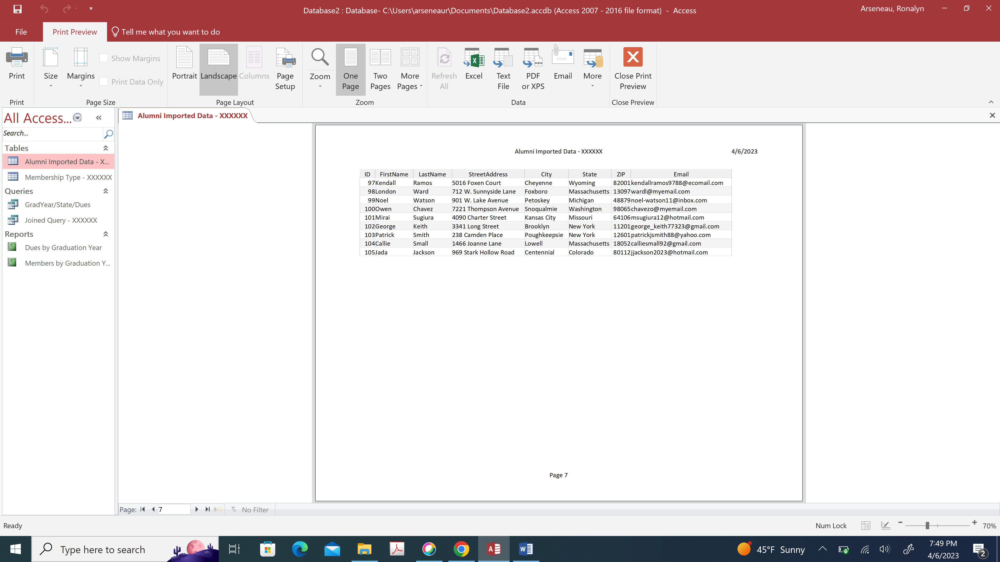 Database2 : Database- C:\Users\arseneaur\Documents\Database2.accdb (Access 2007 - 2016 file format) - Access
Arseneau, Ronalyn
File
Print Preview
Tell me what you want to do
Print
Size
Margins
Show Margins
Print Data Only
Portrait
Landscape
Columns
Page Setup
Zoom
One Page
Two Pages
More Pages
Refresh All
Excel
Text File
PDF or XPS
Email
More
Close Print Preview
Print
Page Size
Page Layout
Zoom
Data
Close Preview
All Access...
Search...
Tables
Alumni Imported Data - X...
Membership Type - XXXXXX
Queries
GradYear/State/Dues
Joined Query - XXXXXX
Reports
Dues by Graduation Year
Members by Graduation Y...
Alumni Imported Data - XXXXXX
Alumni Imported Data - XXXXXX 4/6/2023
ID FirstName LastName StreetAddress City State ZIP Email
97 Kendall Ramos 5016 Foxen Court Cheyenne Wyoming 82001 kendallramos9788@ecomail.com
98 London Ward 712 W. Sunnyside Lane Foxboro Massachusetts 13097 wardl@myemail.com
99 Noel Watson 901 W. Lake Avenue Petoskey Michigan 48879 noel-watson11@inbox.com
100 Owen Chavez 7221 Thompson Avenue Snoqualmie Washington 98065 chavezo@myemail.com
101 Mirai Sugiura 4090 Charter Street Kansas City Missouri 64106 msugiura12@hotmail.com
102 George Keith 3341 Long Street Brooklyn New York 11201 george_keith77323@gmail.com
103 Patrick Smith 238 Camden Place Poughkeepsie New York 12601 patrickjsmith88@yahoo.com
104 Callie Small 1466 Joanne Lane Lowell Massachusetts 18052 calliesmall92@gmail.com
105 Jada Jackson 969 Stark Hollow Road Centennial Colorado 80112 jjackson2023@hotmail.com
Page 7
Page: 7 No Filter
Ready
Num Lock
70%
Type here to search
45°F Sunny
7:49 PM
4/6/2023
2